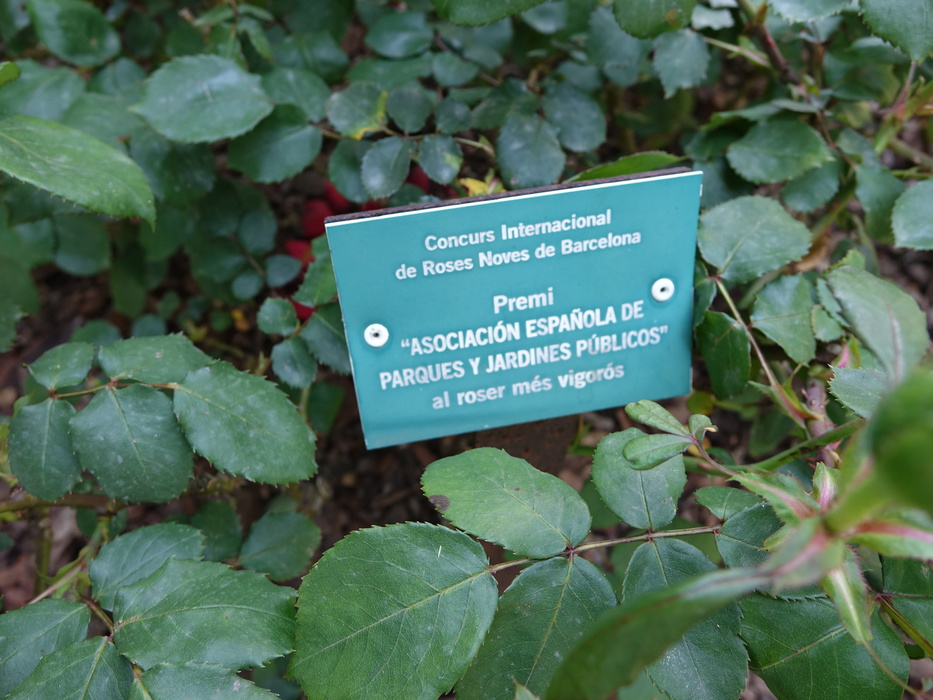 Concurs Internacional
de Roses Noves de Barcelona
Premi
“ASOCIACIÓN ESPAÑOLA DE
PARQUES Y JARDINES PÚBLICOS”
al roser més vigorós